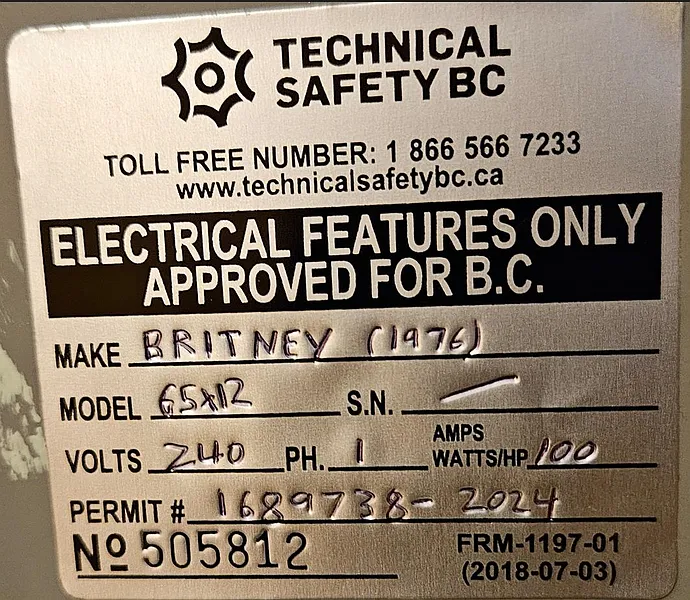 TECHNICAL
SAFETY BC
TOLL FREE NUMBER: 1 866 566 7233
www.technicalsafetybc.ca
ELECTRICAL FEATURES ONLY
APPROVED FOR B.C.
MAKE BRITNEY (1976)
MODEL 65x12 S.N. —
VOLTS 240 PH. 1 AMPS WATTS/HP 100
PERMIT # 1689738- 2024
No 505812
FRM-1197-01
(2018-07-03)